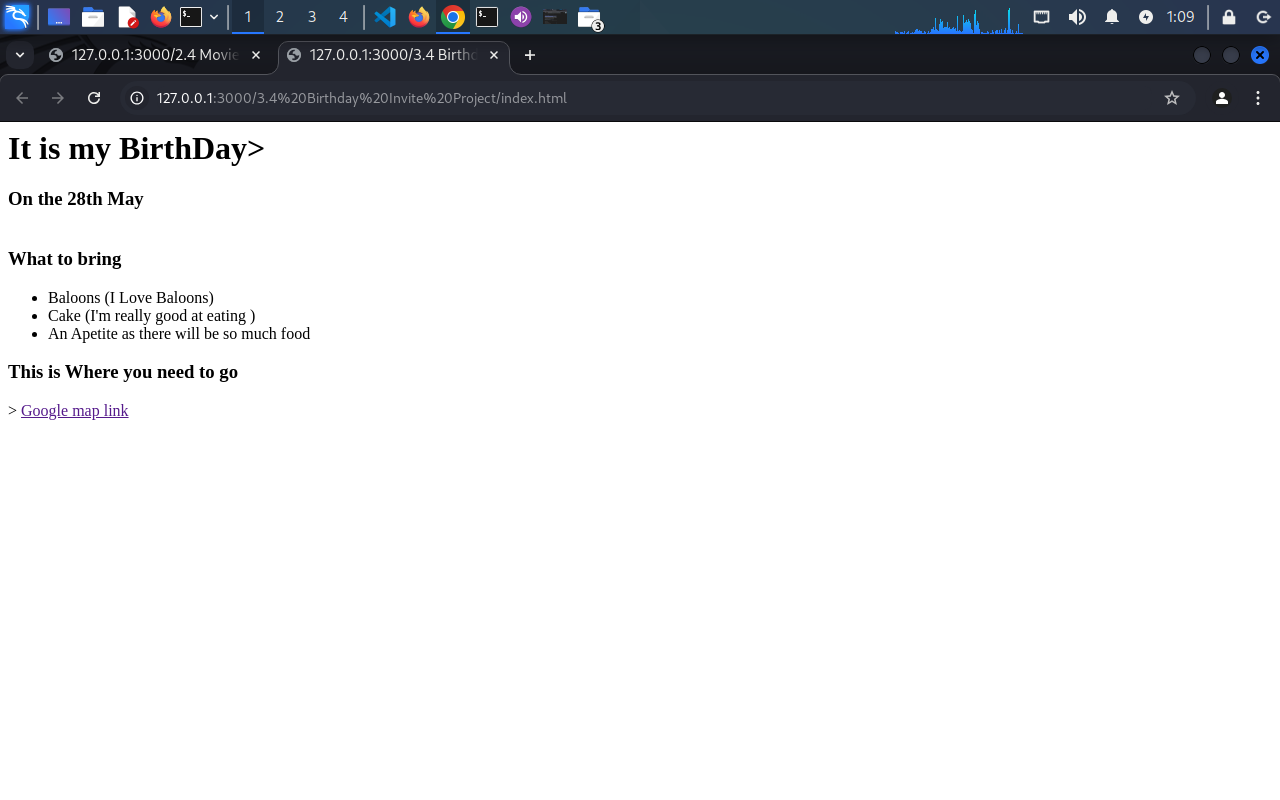 1 2 3 4
3
1:09
127.0.0.1:3000/2.4 Movie
127.0.0.1:3000/3.4 Birthd
127.0.0.1:3000/3.4%20Birthday%20Invite%20Project/index.html
It is my BirthDay>
On the 28th May
What to bring
Baloons (I Love Baloons)
Cake (I'm really good at eating )
An Apetite as there will be so much food
This is Where you need to go
> Google map link